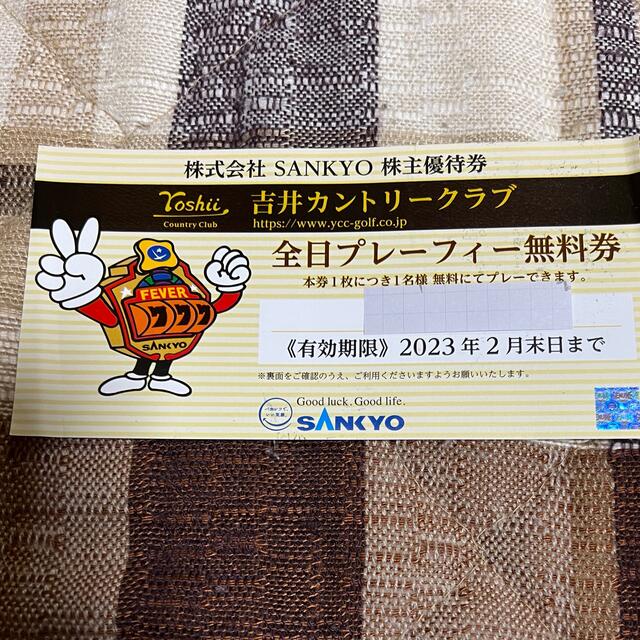 株式会社 SANKYO 株主優待券
Yoshii
Country Club
吉井カントリークラブ
https://www.ycc-golf.co.jp
全日プレーフィー無料券
本券1枚につき1名様 無料にてプレーできます。
FEVER
777
SANKYO
《有効期限》2023年2月末日まで
※裏面をご確認のうえ、ご利用くださいますようお願いいたします。
Good luck. Good life.
SANKYO